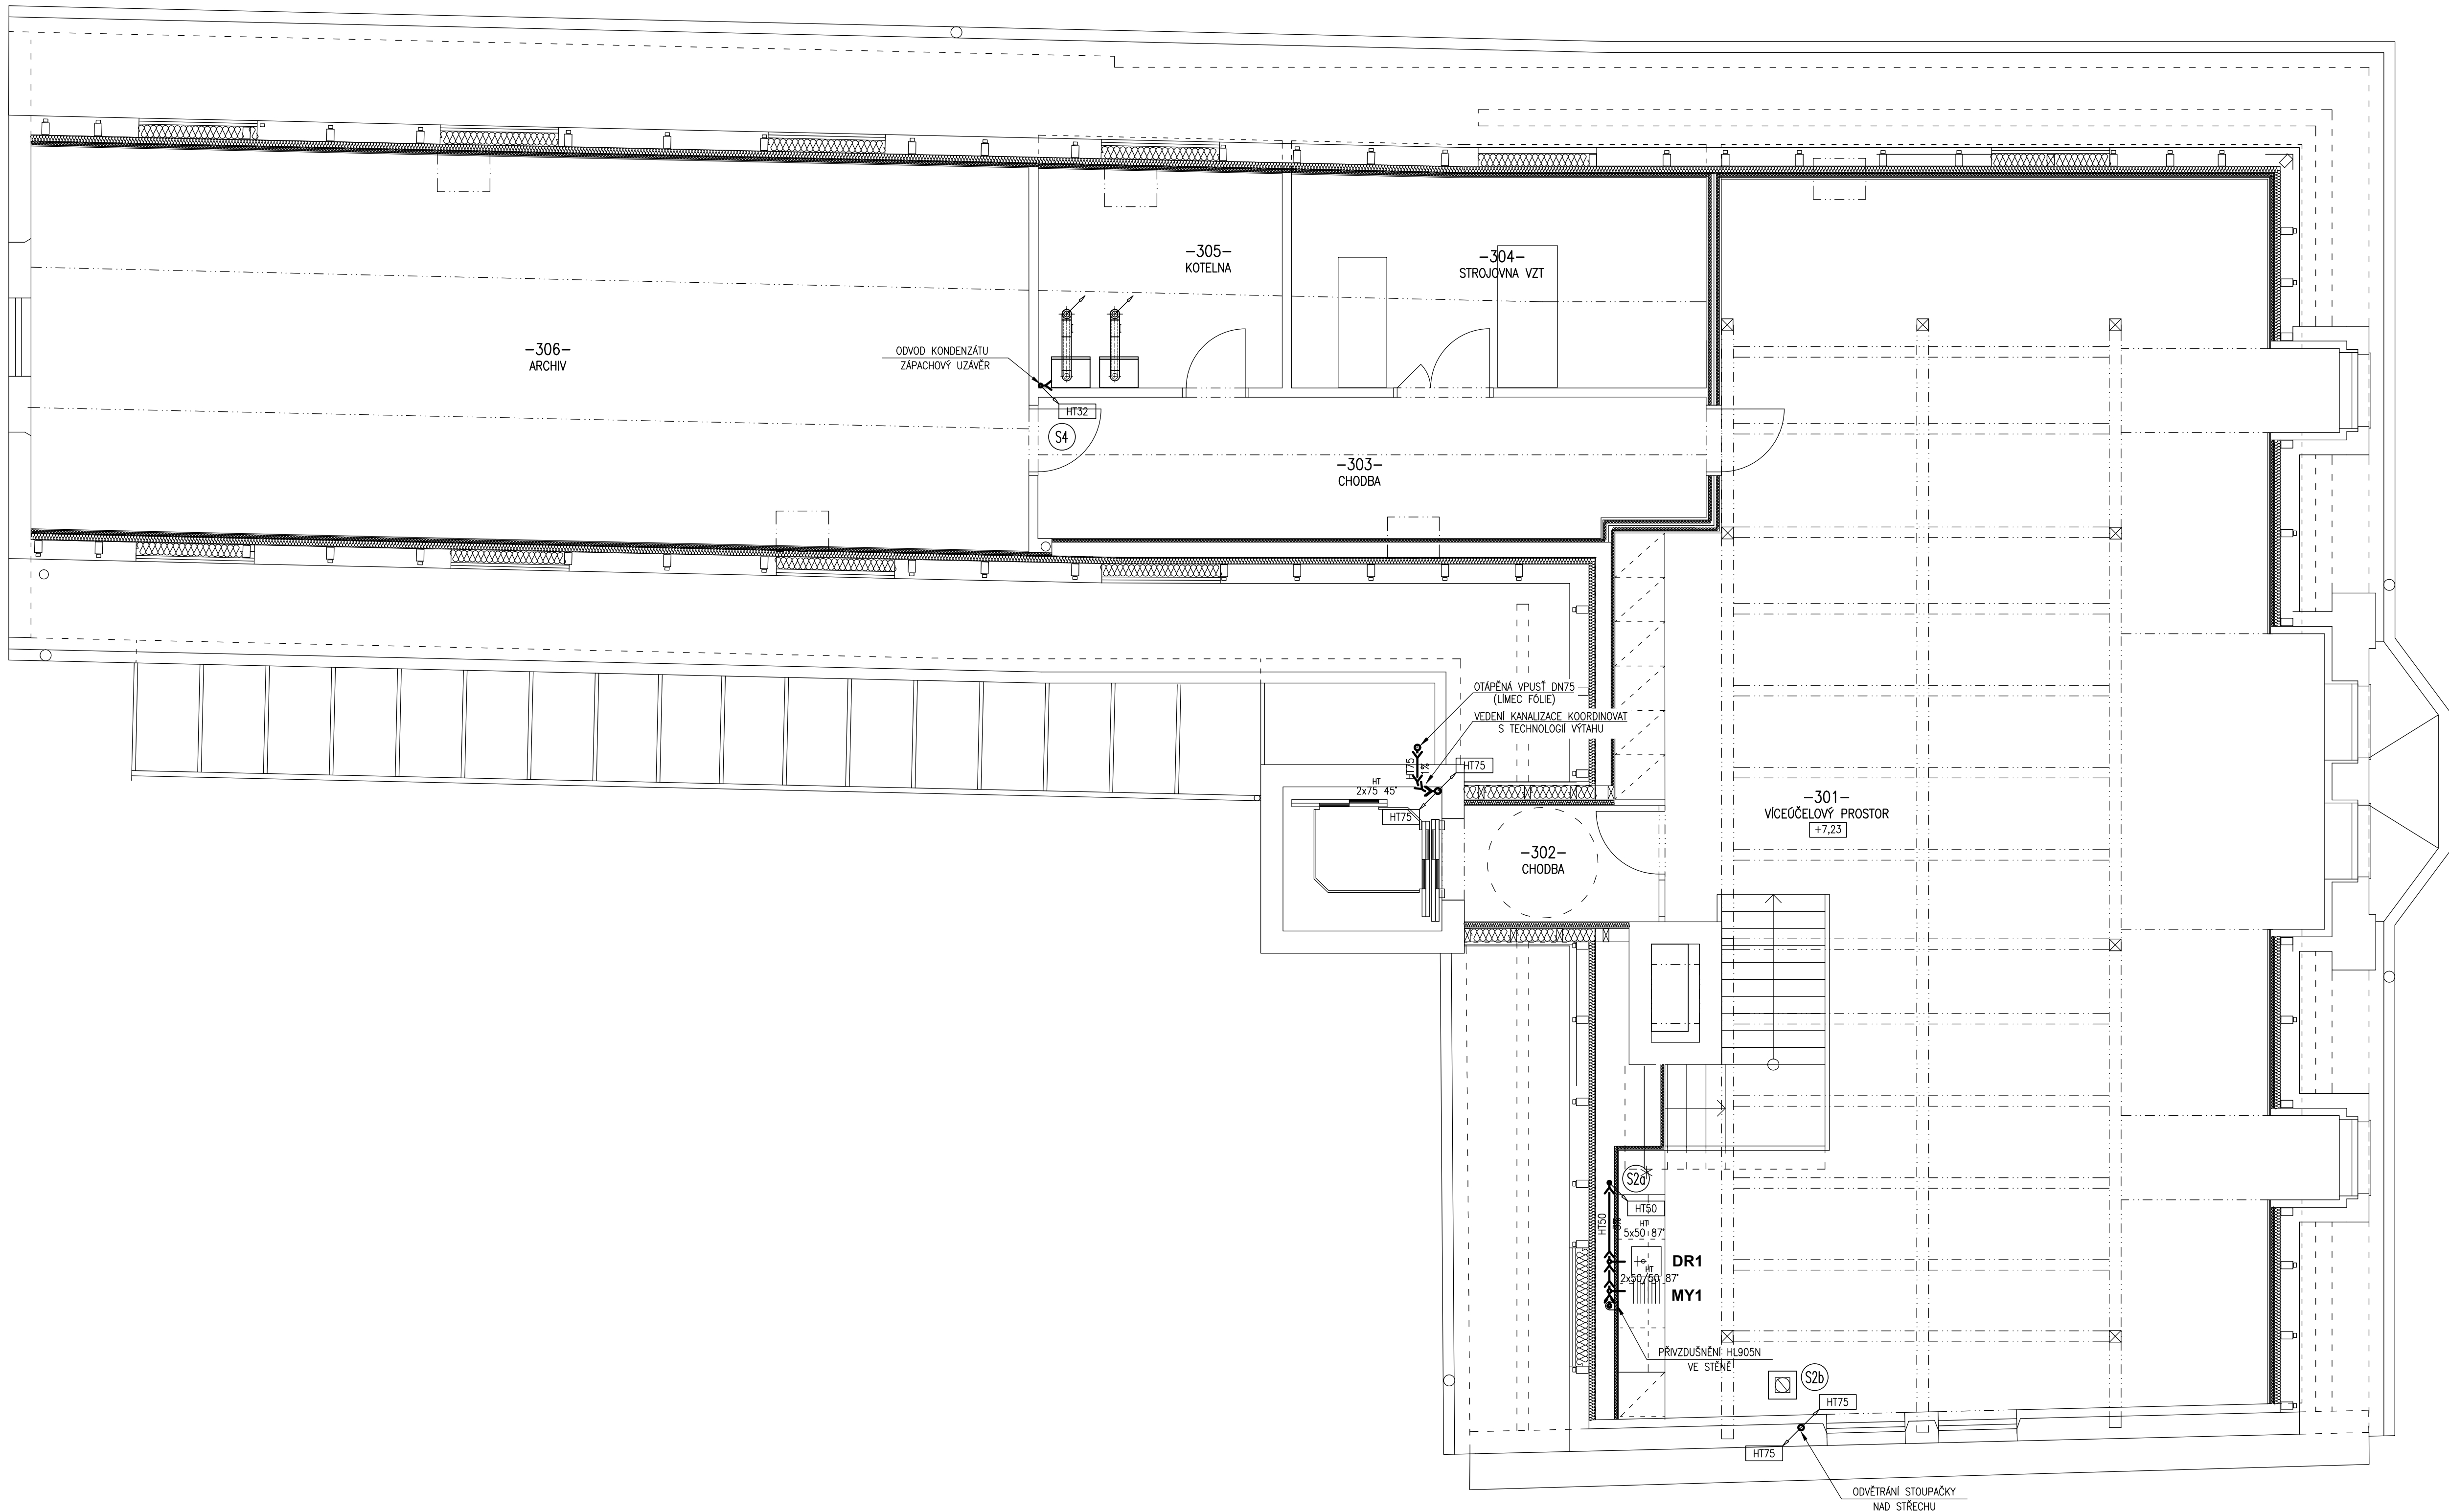 -305-
KOTELNA
-304-
STROJOVNA VZT
-306-
ARCHIV
ODVOD KONDENZÁTU
ZÁPACHOVÝ UZÁVĚR
HT32
S4
-303-
CHODBA
OTÁPĚNÁ VPUSŤ DN75
(LÍMEC FÓLIE)
VEDENÍ KANALIZACE KOORDINOVAT
S TECHNOLOGIÍ VÝTAHU
HT75
HT75
HT
2x75 45°
HT75
-301-
VÍCEÚČELOVÝ PROSTOR
+7,23
-302-
CHODBA
S2a
HT50
HT50
3%
HT
5x50 87°
DR1
HT
2x50/50 87°
MY1
PŘIVZDUŠNĚNÍ HL905N
VE STĚNĚ
S2b
HT75
HT75
ODVĚTRÁNÍ STOUPAČKY
NAD STŘECHU